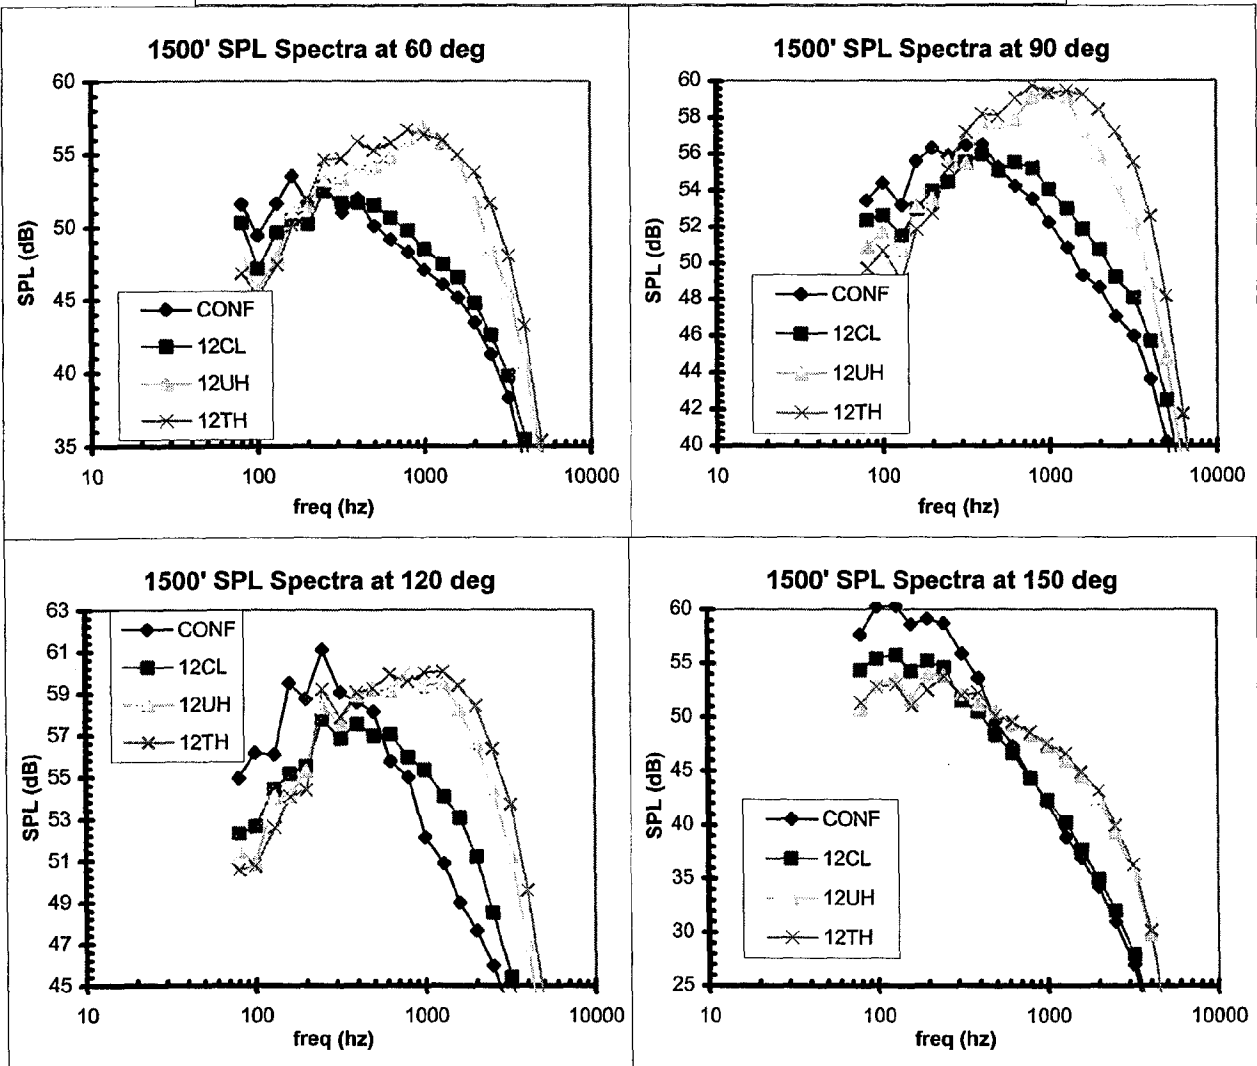 1500' SPL Spectra at 60 deg
60
55
50
45
40
35
SPL (dB)
CONF
12CL
12UH
12TH
10
100
1000
10000
freq (hz)
1500' SPL Spectra at 90 deg
60
58
56
54
52
50
48
46
44
42
40
SPL (dB)
CONF
12CL
12UH
12TH
10
100
1000
10000
freq (hz)
1500' SPL Spectra at 120 deg
63
61
59
57
55
53
51
49
47
45
SPL (dB)
CONF
12CL
12UH
12TH
10
100
1000
10000
freq (hz)
1500' SPL Spectra at 150 deg
60
55
50
45
40
35
30
25
SPL (dB)
CONF
12CL
12UH
12TH
10
100
1000
10000
freq (hz)